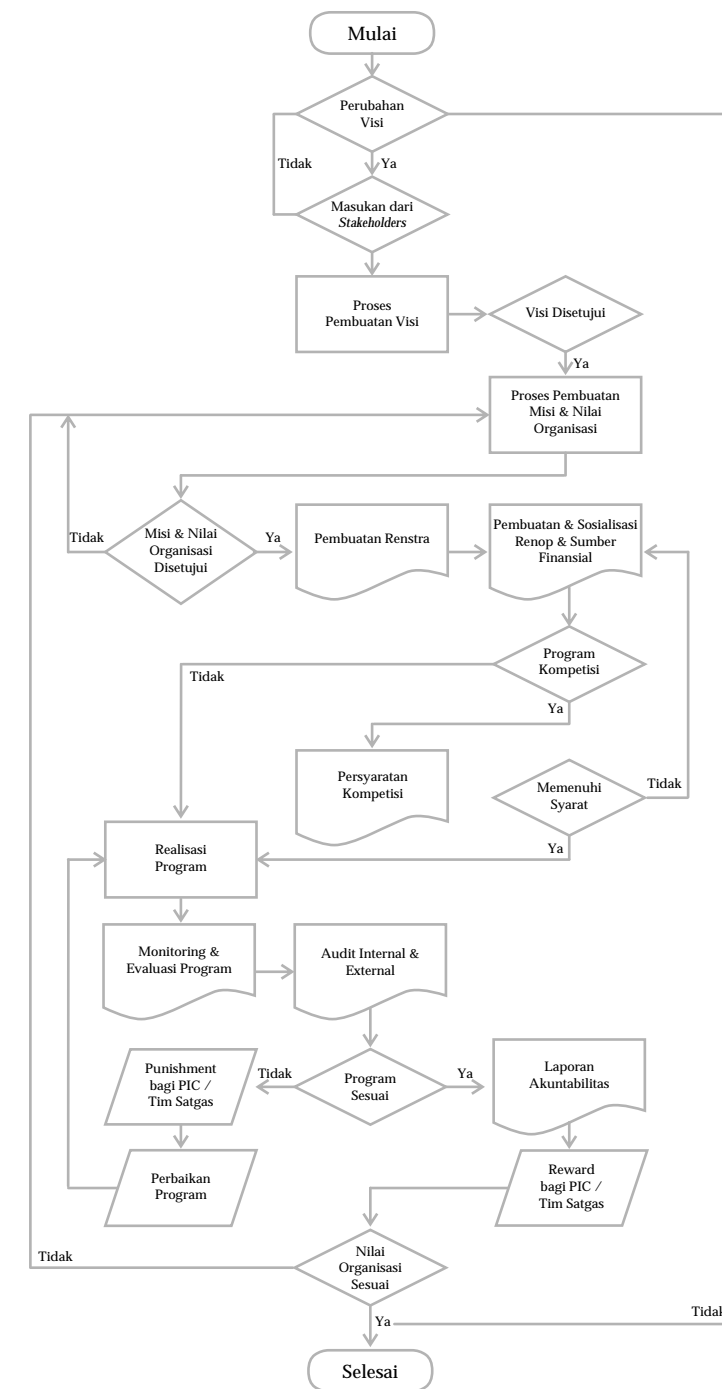 Mulai
Perubahan
Visi
Tidak
Ya
Masukan dari
Stakeholders
Proses
Pembuatan Visi
Visi Disetujui
Ya
Proses Pembuatan
Misi & Nilai
Organisasi
Tidak
Misi & Nilai
Organisasi
Disetujui
Ya
Pembuatan Renstra
Pembuatan & Sosialisasi
Renop & Sumber
Finansial
Program
Kompetisi
Tidak
Ya
Persyaratan
Kompetisi
Memenuhi
Syarat
Tidak
Ya
Realisasi
Program
Monitoring &
Evaluasi Program
Audit Internal &
External
Punishment
bagi PIC /
Tim Satgas
Tidak
Program
Sesuai
Ya
Laporan
Akuntabilitas
Perbaikan
Program
Reward
bagi PIC /
Tim Satgas
Tidak
Nilai
Organisasi
Sesuai
Ya
Tidak
Selesai